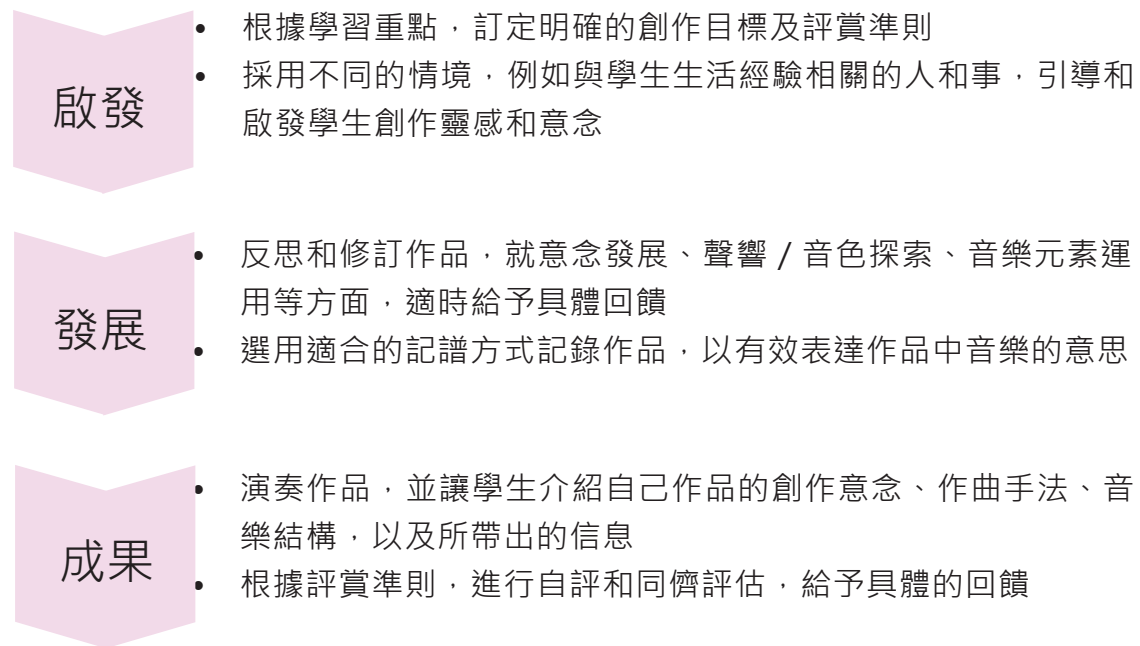 啟發
• 根據學習重點，訂定明確的創作目標及評賞準則
• 採用不同的情境，例如與學生生活經驗相關的人和事，引導和
啟發學生創作靈感和意念
發展
• 反思和修訂作品，就意念發展、聲響 / 音色探索、音樂元素運
用等方面，適時給予具體回饋
• 選用適合的記譜方式記錄作品，以有效表達作品中音樂的意思
成果
• 演奏作品，並讓學生介紹自己作品的創作意念、作曲手法、音
樂結構，以及所帶出的信息
• 根據評賞準則，進行自評和同儕評估，給予具體的回饋